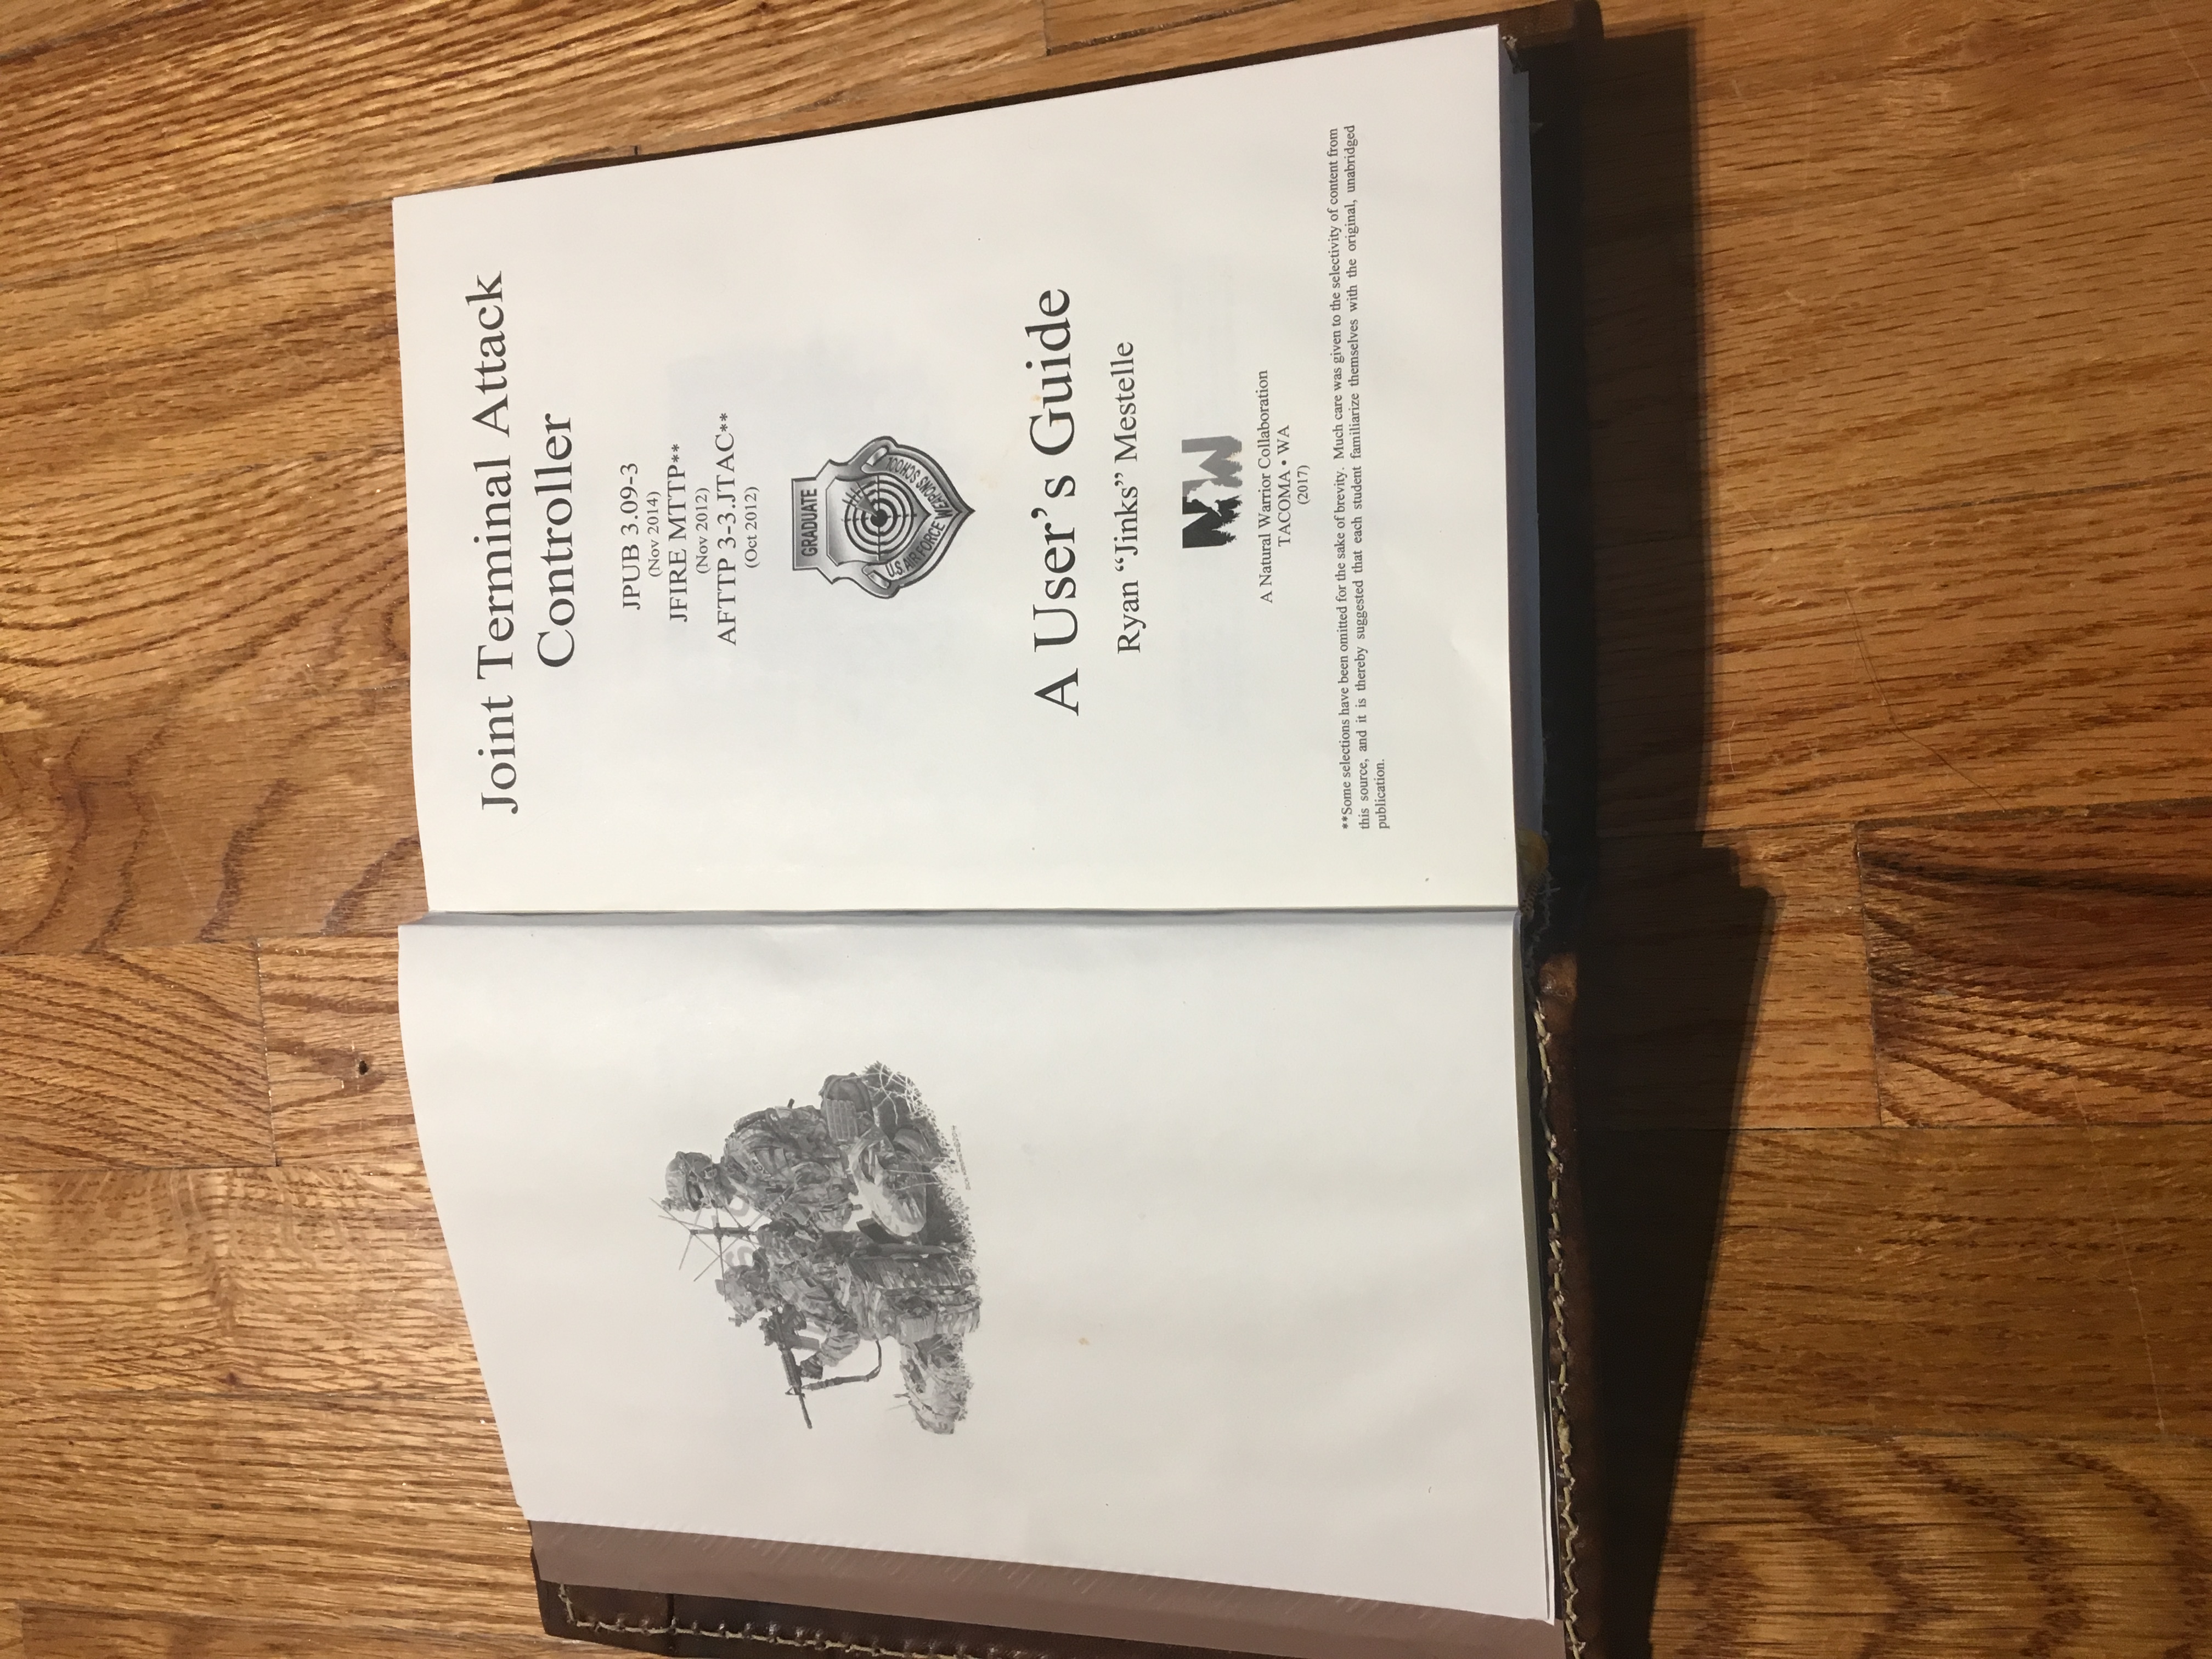 Joint Terminal Attack
Controller
JPUB 3.09-3
(Nov 2014)
JFIRE MTTP**
(Nov 2012)
AFTTP 3-3.JTAC**
(Oct 2012)
GRADUATE
US AIR FORCE WEAPONS SCHOOL
A User's Guide
Ryan “Jinks” Mestelle
NW
A Natural Warrior Collaboration
TACOMA • WA
(2017)
**Some selections have been omitted for the sake of brevity. Much care was given to the selectivity of content from
this source, and it is thereby suggested that each student familiarize themselves with the original, unabridged
publication.